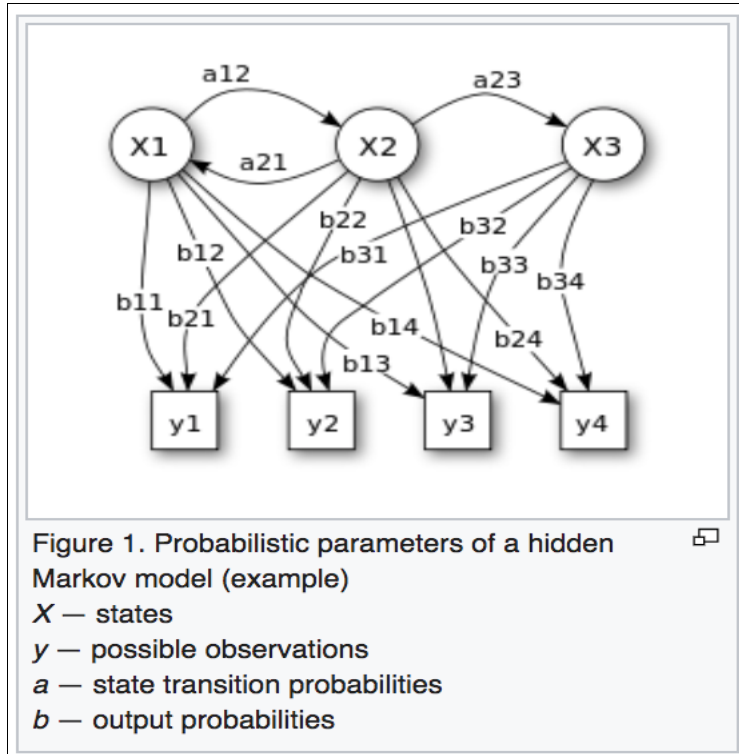 a12
a23
X1
X2
X3
a21
b22
b32
b12
b31
b33
b34
b11
b21
b14
b24
b13
y1
y2
y3
y4
Figure 1. Probabilistic parameters of a hidden
Markov model (example)
X — states
y — possible observations
a — state transition probabilities
b — output probabilities